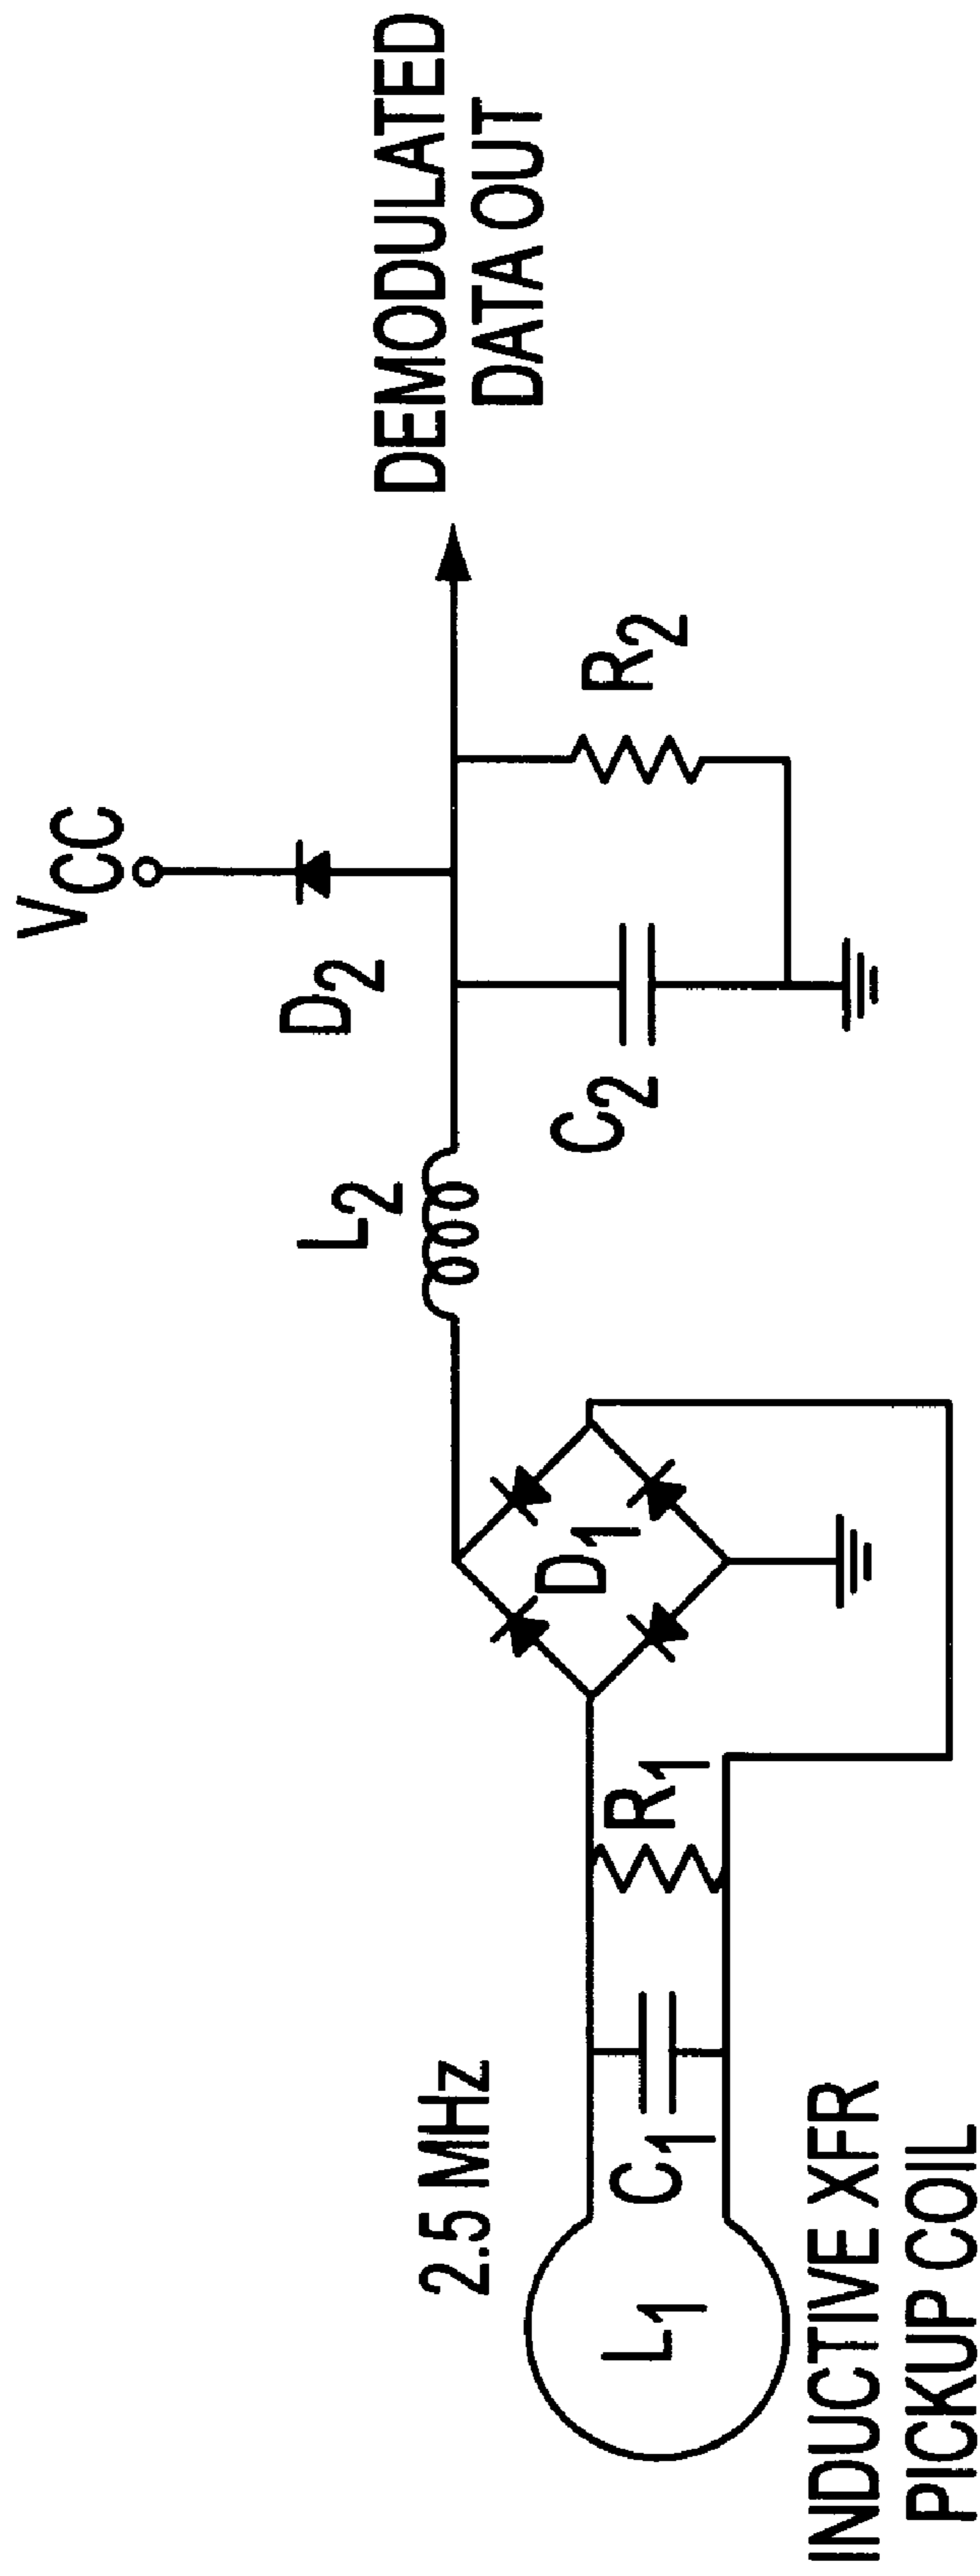 2.5 MHz
L1
C1
R1
INDUCTIVE XFR
PICKUP COIL
D1
L2
C2
D2
VCC
R2
DEMODULATED
DATA OUT